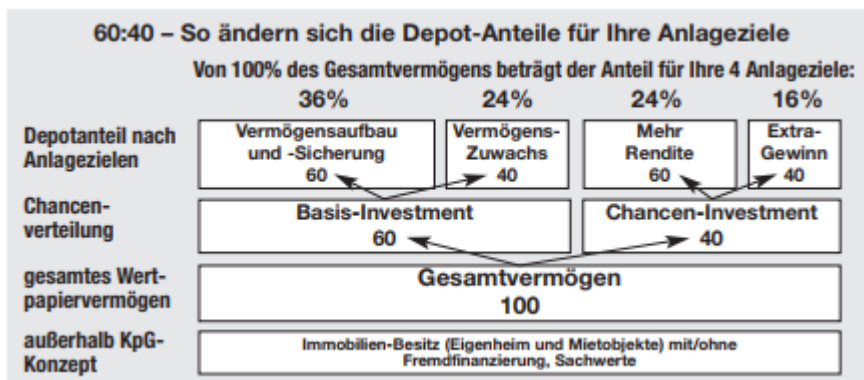 60:40 – So ändern sich die Depot-Anteile für Ihre Anlageziele
Von 100% des Gesamtvermögens beträgt der Anteil für Ihre 4 Anlageziele:
36% 24% 24% 16%
Depotanteil nach
Anlagezielen
Vermögensaufbau
und -Sicherung
60
Vermögens-
Zuwachs
40
Mehr
Rendite
60
Extra-
Gewinn
40
Chancen-
verteilung
Basis-Investment
60
Chancen-Investment
40
gesamtes Wert-
papiervermögen
Gesamtvermögen
100
außerhalb KpG-
Konzept
Immobilien-Besitz (Eigenheim und Mietobjekte) mit/ohne
Fremdfinanzierung, Sachwerte